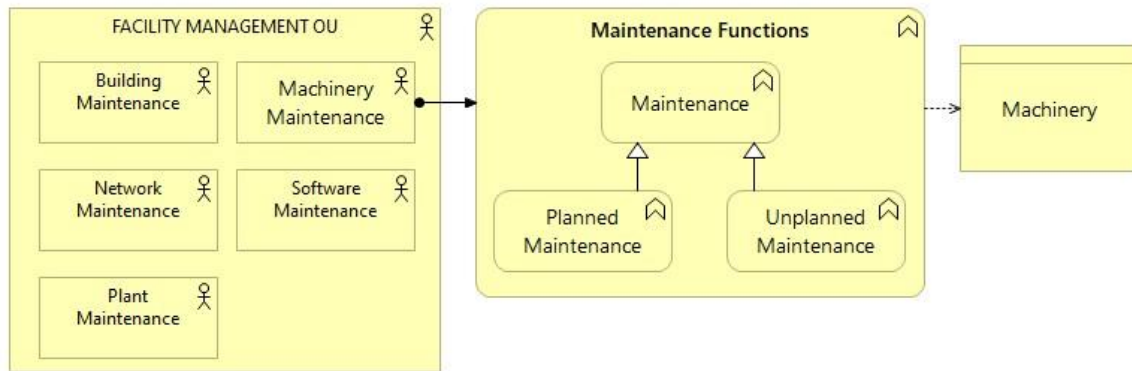 FACILITY MANAGEMENT OU
Building
Maintenance
Machinery
Maintenance
Network
Maintenance
Software
Maintenance
Plant
Maintenance
Maintenance Functions
Maintenance
Planned
Maintenance
Unplanned
Maintenance
Machinery